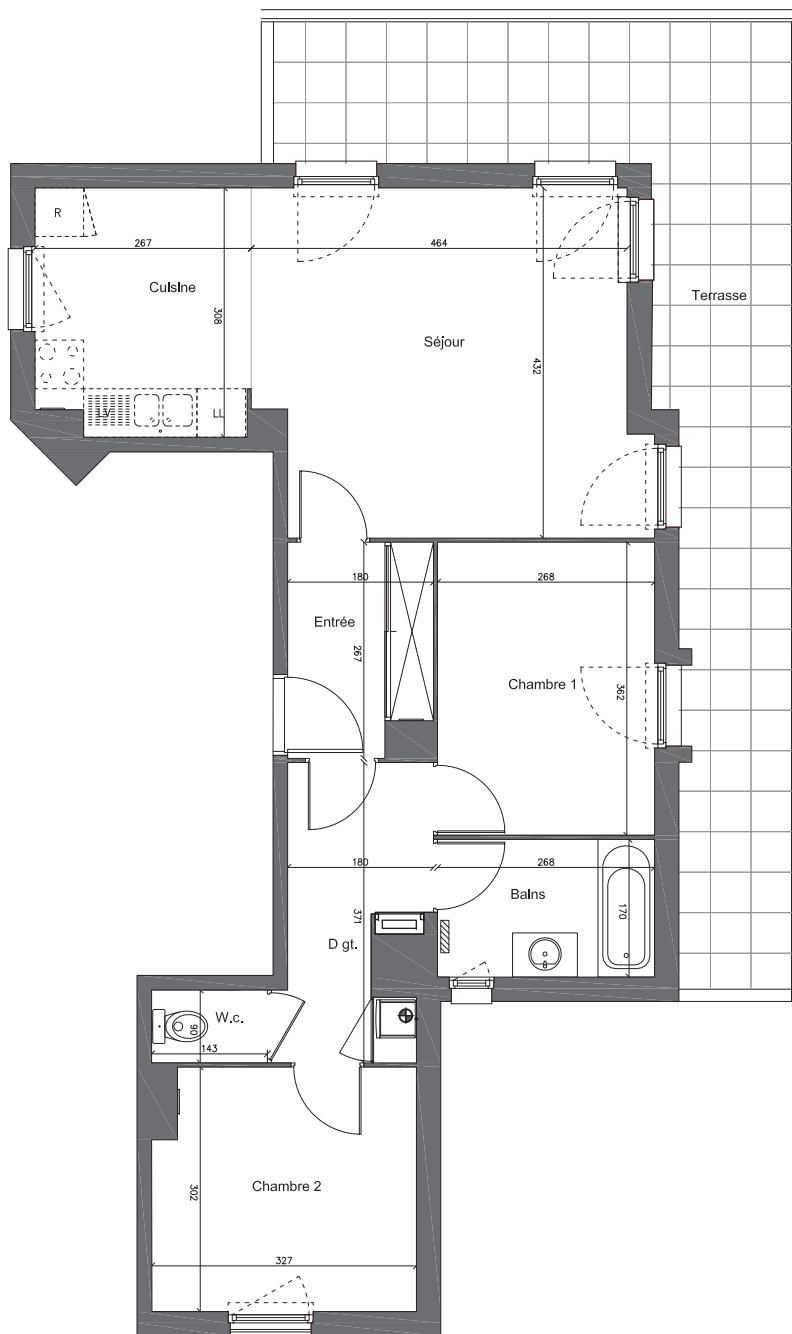 R
267
464
Cuisine
Terrasse
308
Séjour
432
LV
LL
180
268
Entrée
267
Chambre 1
362
180
268
Bains
371
170
D gt.
W.c.
90
143
302
Chambre 2
327